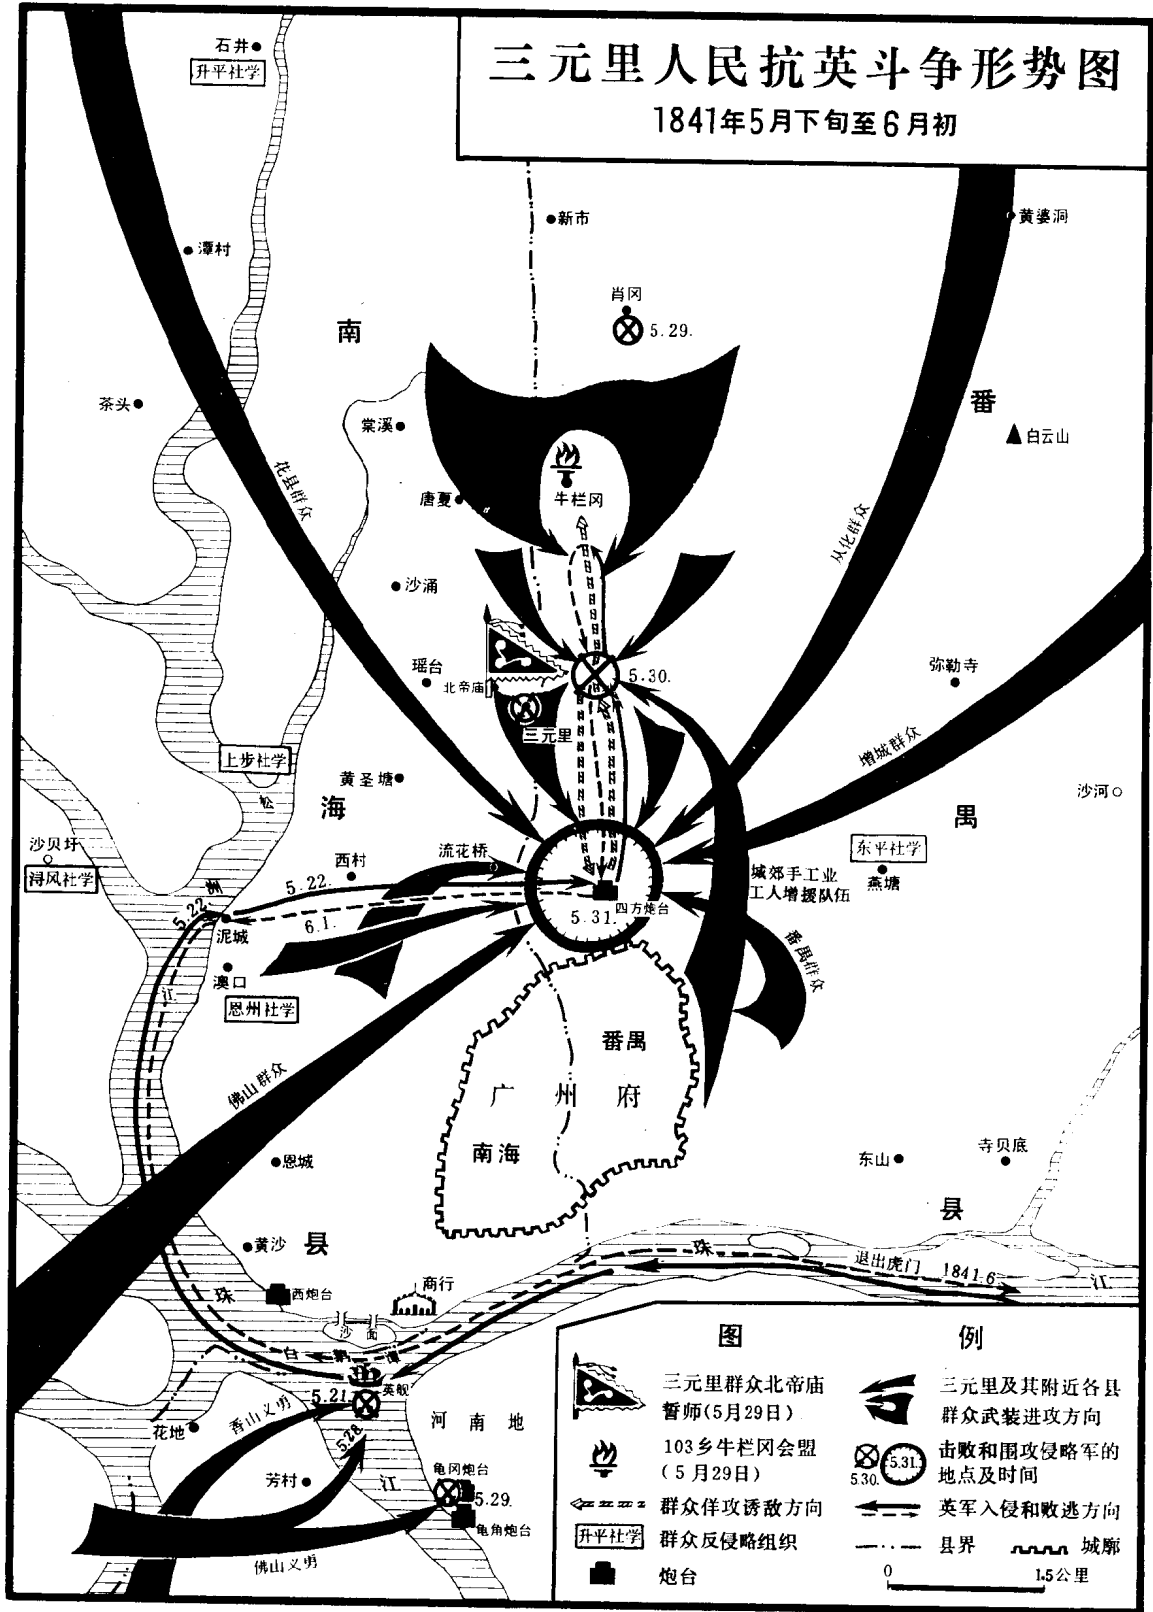 三元里人民抗英斗争形势图
1841年5月下旬至6月初
石井
升平社学
新市
黄婆洞
潭村
肖冈
5.29.
南
茶头
番
棠溪
白云山
花县群众
唐夏
牛栏冈
从化群众
沙涌
瑶台
北帝庙
5.30.
弥勒寺
三元里
上步社学
增城群众
黄圣塘
松
海
沙河
禺
沙贝圩
浔风社学
西村
流花桥
东平社学
燕塘
城郊手工业
工人增援队伍
5.22.
5.22.
洲
泥城
6.1.
5.31.
四方炮台
番禺群众
澳口
江
恩州社学
番禺
佛山群众
广州府
南海
恩城
东山
寺贝底
县
黄沙
县
珠
退出虎门 1841.6
江
珠
西炮台
商行
沙面
白鹅潭
英舰
5.21.
香山义勇
5.28.
花地
河南地
芳村
江
龟冈炮台
5.29.
龟角炮台
佛山义勇
图例
三元里群众北帝庙
誓师(5月29日)
三元里及其附近各县
群众武装进攻方向
103乡牛栏冈会盟
(5月29日)
5.30.
5.31.
击败和围攻侵略军的
地点及时间
群众佯攻诱敌方向
英军入侵和败逃方向
升平社学
群众反侵略组织
县界
城廓
炮台
0 1.5公里